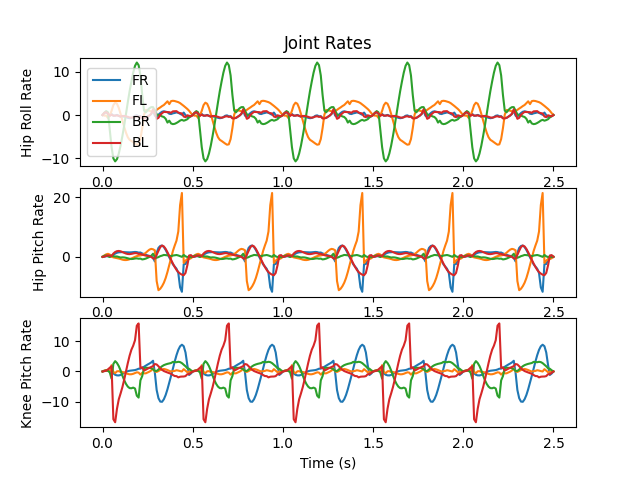 Joint Rates
Hip Roll Rate
10
0
−10
FR
FL
BR
BL
0.0 0.5 1.0 1.5 2.0 2.5
Hip Pitch Rate
20
0
0.0 0.5 1.0 1.5 2.0 2.5
Knee Pitch Rate
10
0
−10
0.0 0.5 1.0 1.5 2.0 2.5
Time (s)